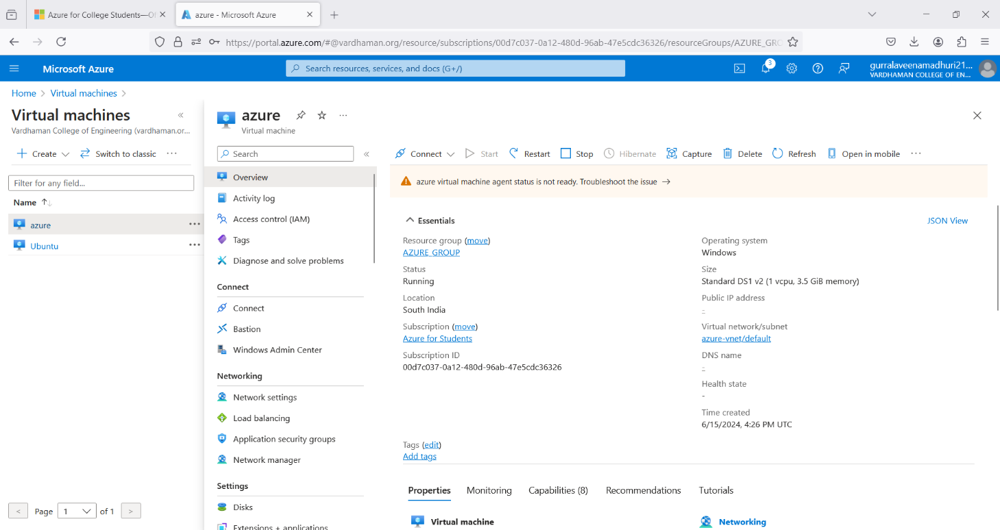 Azure for College Students—Of
azure - Microsoft Azure
https://portal.azure.com/#@vardhaman.org/resource/subscriptions/00d7c037-0a12-480d-96ab-47e5cdc36326/resourceGroups/AZURE_GRO
Microsoft Azure
Search resources, services, and docs (G+/)
3
gurralaveenamadhuri21...
VARDHAMAN COLLEGE OF EN...
Home > Virtual machines >
Virtual machines
Vardhaman College of Engineering (vardhaman.or...
Create
Switch to classic
Filter for any field...
Name
azure
Ubuntu
< Page 1 of 1 >
azure
Virtual machine
Search
Overview
Activity log
Access control (IAM)
Tags
Diagnose and solve problems
Connect
Connect
Bastion
Windows Admin Center
Networking
Network settings
Load balancing
Application security groups
Network manager
Settings
Disks
Extensions + applications
Connect Start Restart Stop Hibernate Capture Delete Refresh Open in mobile
azure virtual machine agent status is not ready. Troubleshoot the issue →
Essentials
JSON View
Resource group (move)
AZURE_GROUP
Status
Running
Location
South India
Subscription (move)
Azure for Students
Subscription ID
00d7c037-0a12-480d-96ab-47e5cdc36326
Operating system
Windows
Size
Standard DS1 v2 (1 vcpu, 3.5 GiB memory)
Public IP address
-
Virtual network/subnet
azure-vnet/default
DNS name
-
Health state
-
Time created
6/15/2024, 4:26 PM UTC
Tags (edit)
Add tags
Properties Monitoring Capabilities (8) Recommendations Tutorials
Virtual machine
Networking